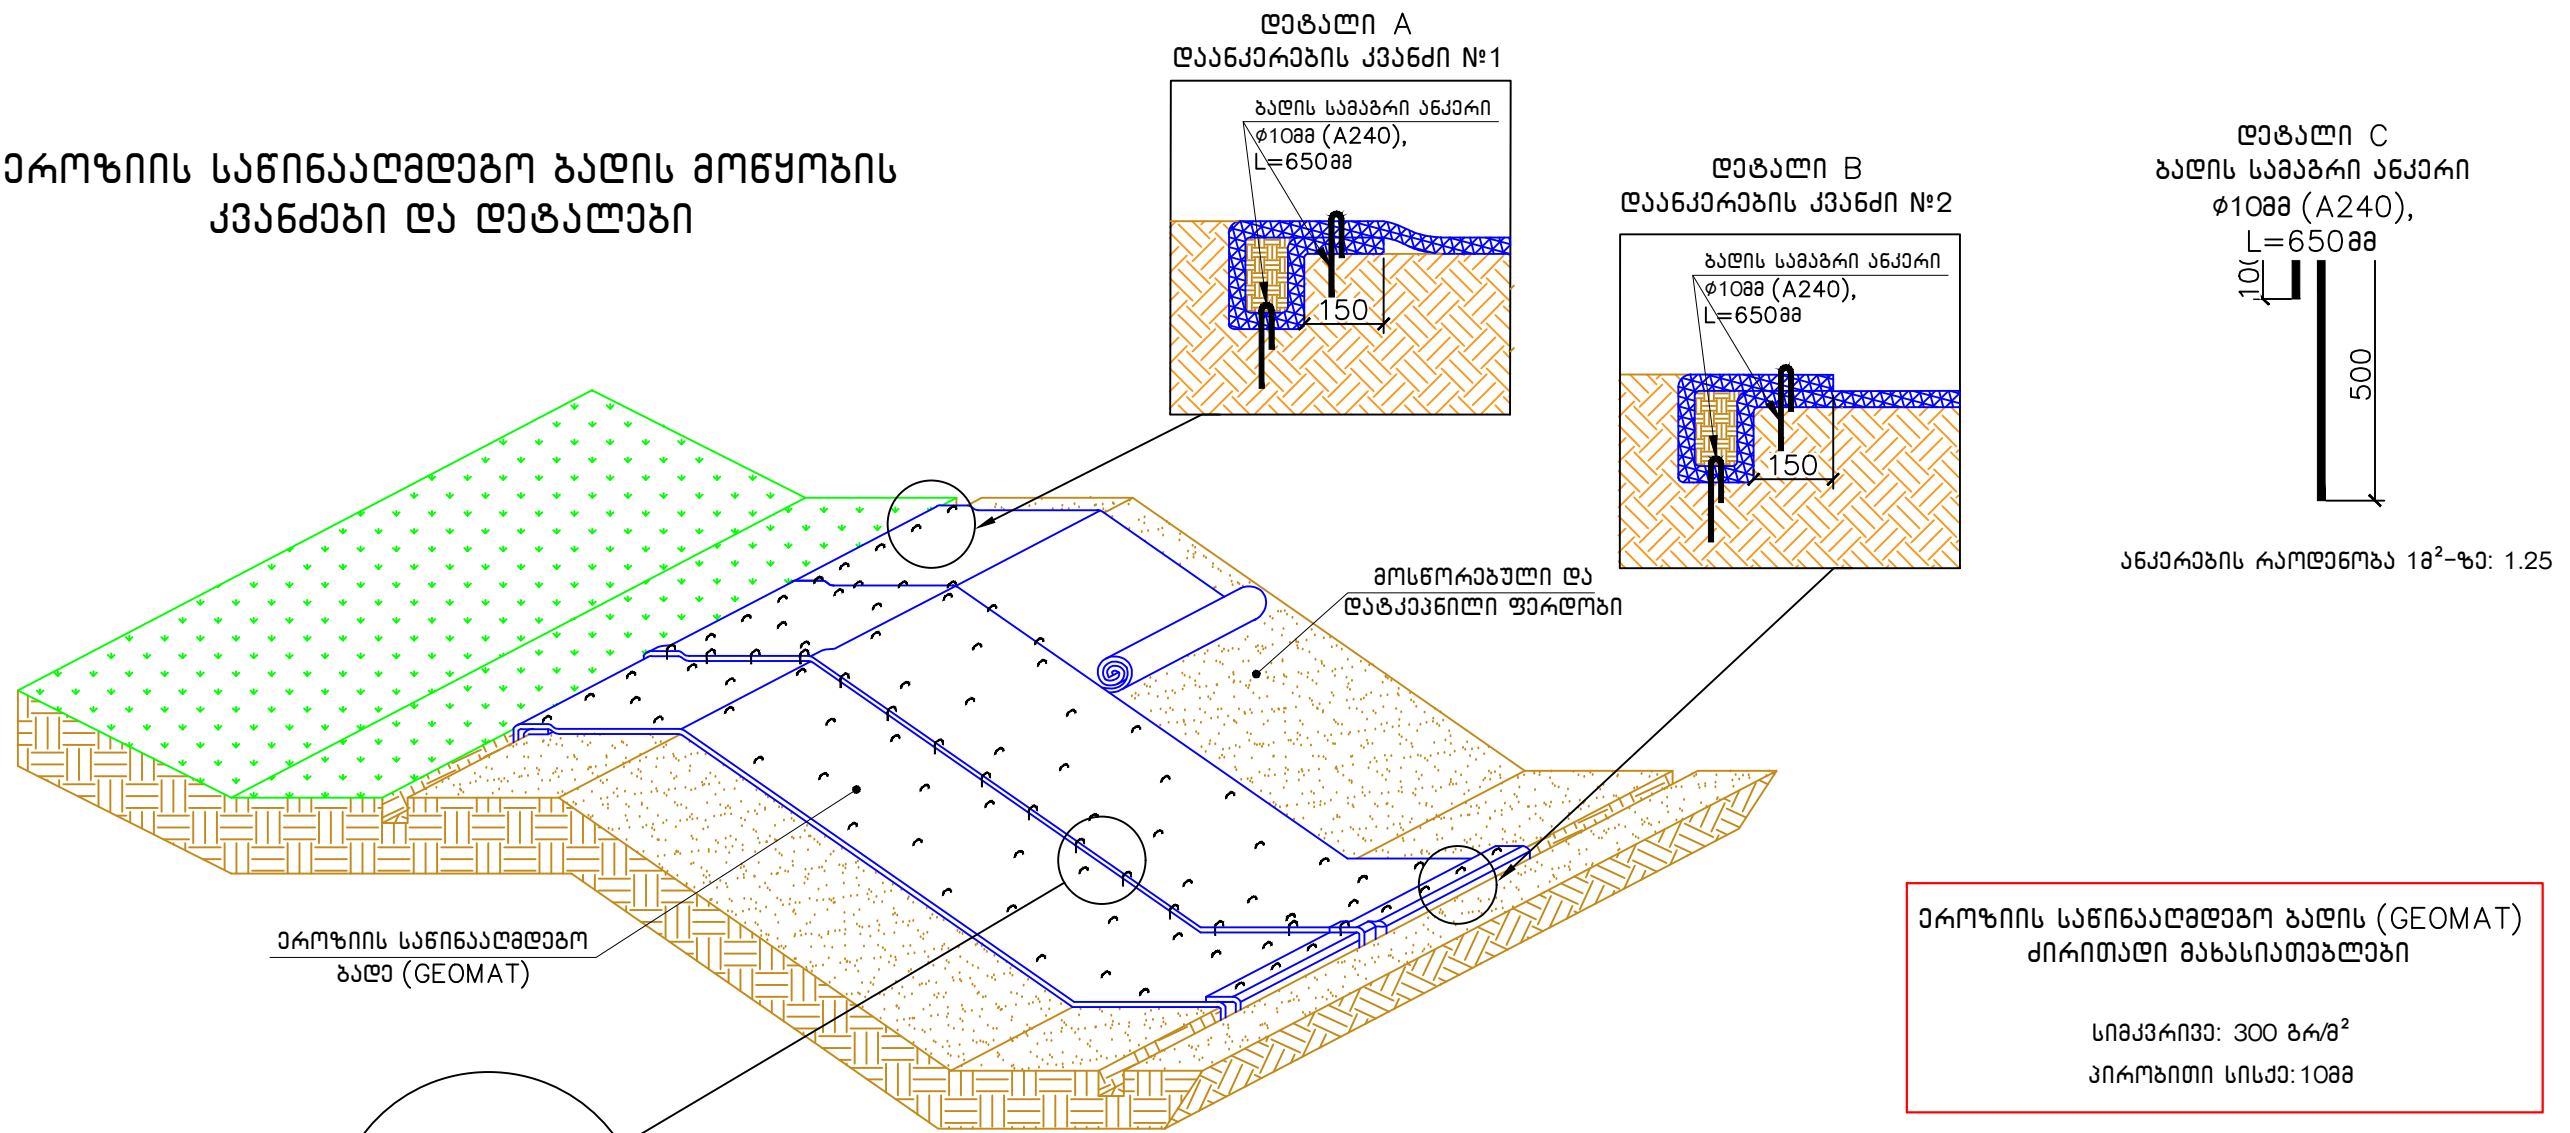 ეროზიის საწინააღმდეგო ბადის მოწყობის
კვანძები და დეტალები
დეტალი A
დაანკერების კვანძი №1
ბადის სამაგრი ანკერი
⌀10მმ (A240),
L=650მმ
150
დეტალი B
დაანკერების კვანძი №2
ბადის სამაგრი ანკერი
⌀10მმ (A240),
L=650მმ
150
დეტალი C
ბადის სამაგრი ანკერი
⌀10მმ (A240),
L=650მმ
500
ანკერების რაოდენობა 1მ²-ზე: 1.25
მოსწორებული და
დატკეპნილი ფერდობი
ეროზიის საწინააღმდეგო
ბადე (GEOMAT)
ეროზიის საწინააღმდეგო ბადის (GEOMAT)
ძირითადი მახასიათებლები
სიმკვრივე: 300 გრ/მ²
პირობითი სისქე: 10მმ